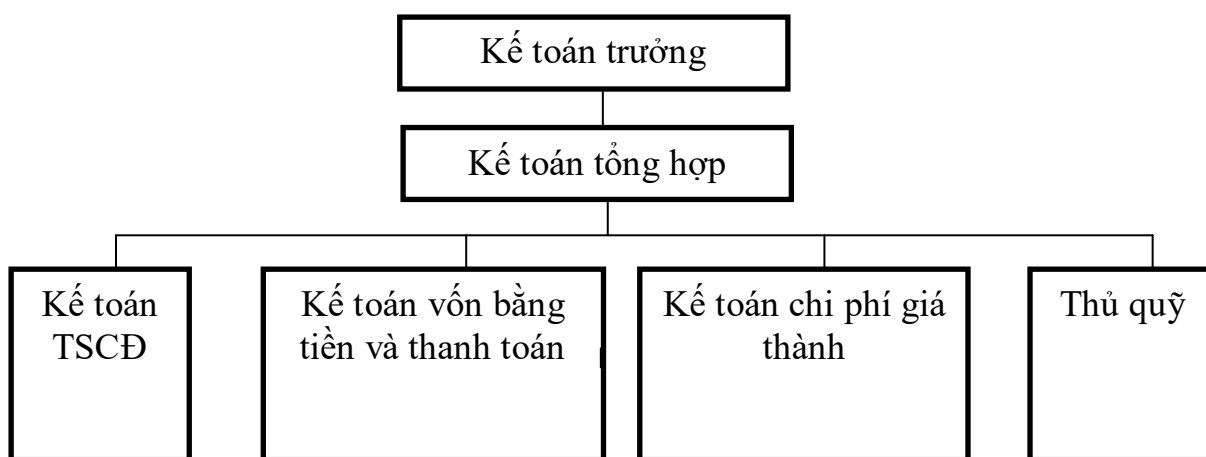 Kế toán trưởng
Kế toán tổng hợp
Kế toán
TSCĐ
Kế toán vốn bằng
tiền và thanh toán
Kế toán chi phí giá
thành
Thủ quỹ